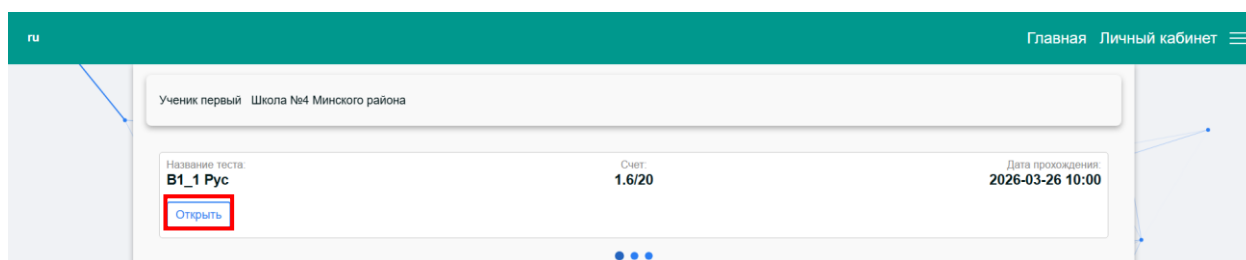 ru Главная Личный кабинет
Ученик первый Школа №4 Минского района
Название теста: Счет: Дата прохождения:
B1_1 Рус 1.6/20 2026-03-26 10:00
Открыть